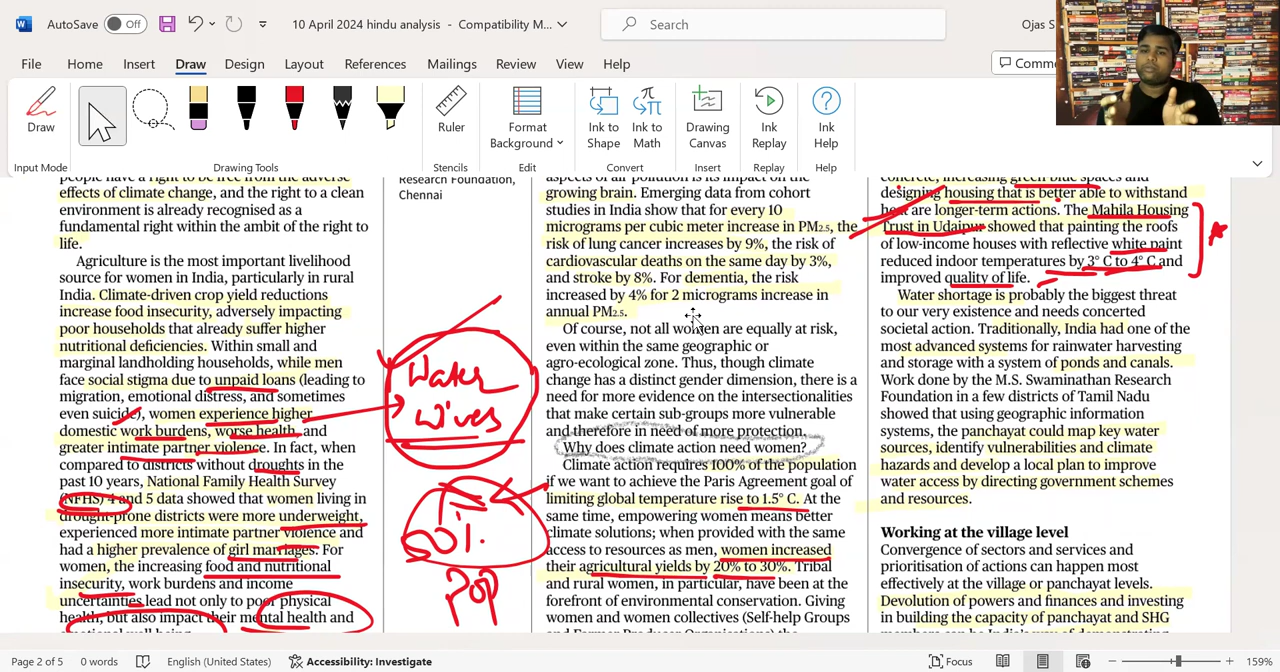 AutoSave Off 10 April 2024 hindu analysis - Compatibility M... Search Ojas S
File Home Insert Draw Design Layout References Mailings Review View Help Comme
Draw Ruler Format Background Ink to Shape Ink to Math Drawing Canvas Ink Replay Ink Help
Input Mode Drawing Tools Stencils Edit Convert Insert Replay Help
people have a right to be free from the adverse
effects of climate change, and the right to a clean
environment is already recognised as a
fundamental right within the ambit of the right to
life.
Agriculture is the most important livelihood
source for women in India, particularly in rural
India. Climate-driven crop yield reductions
increase food insecurity, adversely impacting
poor households that already suffer higher
nutritional deficiencies. Within small and
marginal landholding households, while men
face social stigma due to unpaid loans (leading to
migration, emotional distress, and sometimes
even suicide), women experience higher
domestic work burdens, worse health, and
greater intimate partner violence. In fact, when
compared to districts without droughts in the
past 10 years, National Family Health Survey
(NFHS) 4 and 5 data showed that women living in
drought-prone districts were more underweight,
experienced more intimate partner violence and
had a higher prevalence of girl marriages. For
women, the increasing food and nutritional
insecurity, work burdens and income
uncertainties lead not only to poor physical
health, but also impact their mental health and
emotional well-being.
Research Foundation,
Chennai
Water
Wives
50%
Pop
aspects of air pollution is its impact on the
growing brain. Emerging data from cohort
studies in India show that for every 10
micrograms per cubic meter increase in PM2.5, the
risk of lung cancer increases by 9%, the risk of
cardiovascular deaths on the same day by 3%,
and stroke by 8%. For dementia, the risk
increased by 4% for 2 micrograms increase in
annual PM2.5.
Of course, not all women are equally at risk,
even within the same geographic or
agro-ecological zone. Thus, though climate
change has a distinct gender dimension, there is a
need for more evidence on the intersectionalities
that make certain sub-groups more vulnerable
and therefore in need of more protection.
Why does climate action need women?
Climate action requires 100% of the population
if we want to achieve the Paris Agreement goal of
limiting global temperature rise to 1.5° C. At the
same time, empowering women means better
climate solutions; when provided with the same
access to resources as men, women increased
their agricultural yields by 20% to 30%. Tribal
and rural women, in particular, have been at the
forefront of environmental conservation. Giving
women and women collectives (Self-help Groups
and Farmer Producer Organisations) the
concrete, increasing green blue spaces and
designing housing that is better able to withstand
heat are longer-term actions. The Mahila Housing
Trust in Udaipur showed that painting the roofs
of low-income houses with reflective white paint
reduced indoor temperatures by 3° C to 4° C and
improved quality of life.
Water shortage is probably the biggest threat
to our very existence and needs concerted
societal action. Traditionally, India had one of the
most advanced systems for rainwater harvesting
and storage with a system of ponds and canals.
Work done by the M.S. Swaminathan Research
Foundation in a few districts of Tamil Nadu
showed that using geographic information
systems, the panchayat could map key water
sources, identify vulnerabilities and climate
hazards and develop a local plan to improve
water access by directing government schemes
and resources.
Working at the village level
Convergence of sectors and services and
prioritisation of actions can happen most
effectively at the village or panchayat levels.
Devolution of powers and finances and investing
in building the capacity of panchayat and SHG
members can be India's way of demonstrating
Page 2 of 5 0 words English (United States) Accessibility: Investigate Focus 159%